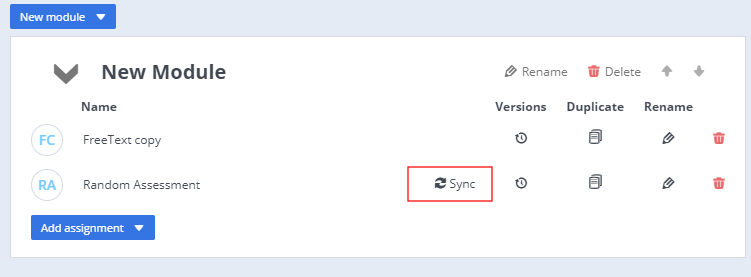 New module
New Module Rename Delete
Name Versions Duplicate Rename
FC FreeText copy
RA Random Assessment Sync
Add assignment